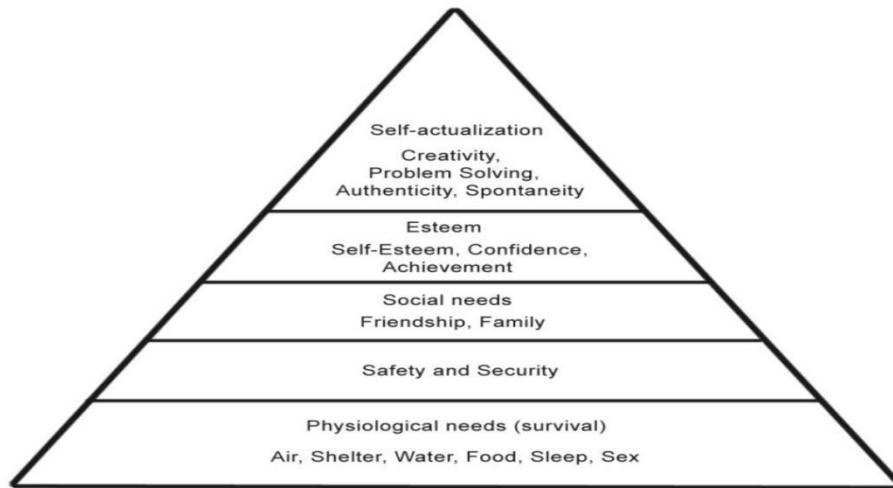 Self-actualization
Creativity,
Problem Solving,
Authenticity, Spontaneity
Esteem
Self-Esteem, Confidence,
Achievement
Social needs
Friendship, Family
Safety and Security
Physiological needs (survival)
Air, Shelter, Water, Food, Sleep, Sex